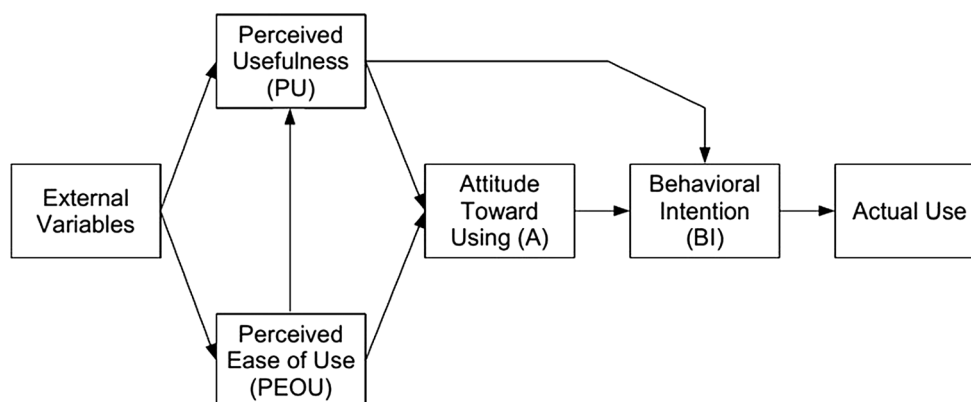 Perceived
Usefulness
(PU)
External
Variables
Attitude
Toward
Using (A)
Behavioral
Intention
(BI)
Actual Use
Perceived
Ease of Use
(PEOU)